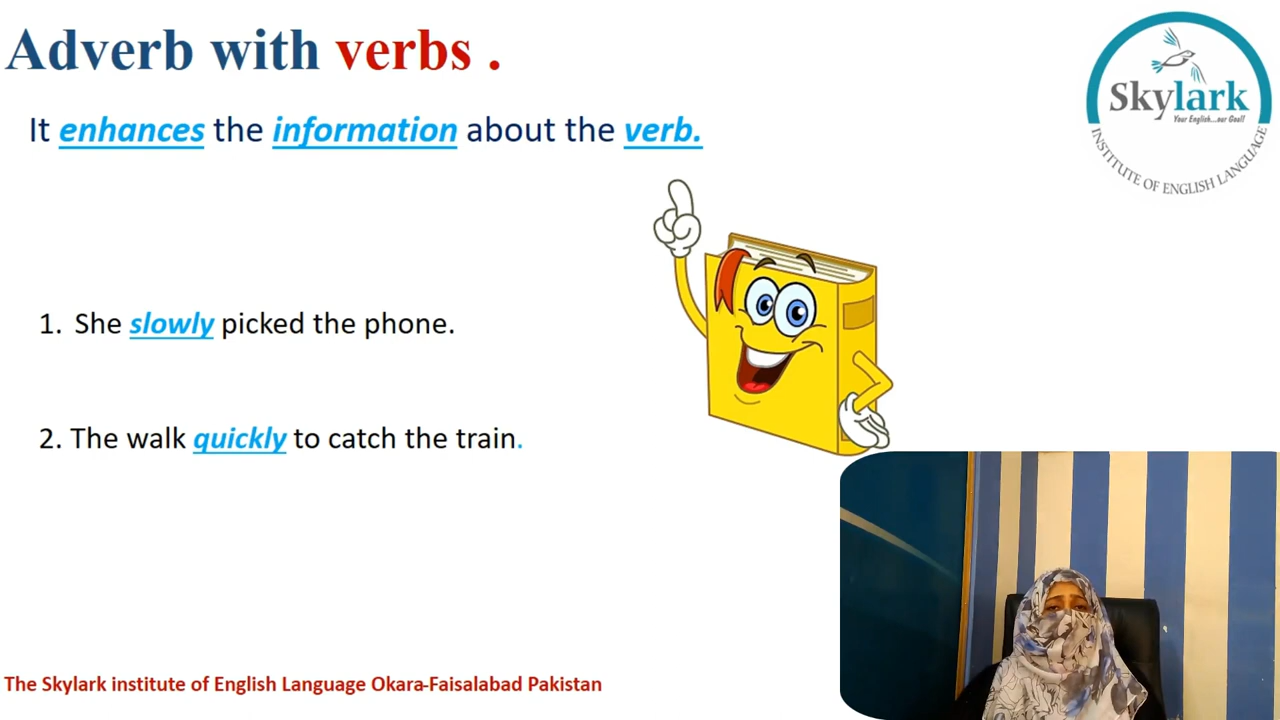 Adverb with verbs .
It enhances the information about the verb.
Skylark
Your English...our Goal!
INSTITUTE OF ENGLISH LANGUAGE
1. She slowly picked the phone.
2. The walk quickly to catch the train.
The Skylark institute of English Language Okara-Faisalabad Pakistan